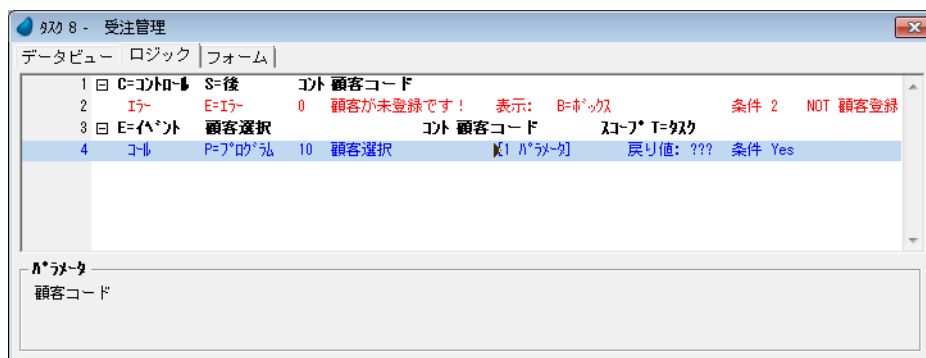 ﾀｽｸ 8 - 受注管理
データビュー ロジック フォーム
1 C=ｺﾝﾄﾛｰﾙ S=後 ｺﾝﾄ 顧客コード
2 ｴﾗｰ E=ｴﾗｰ 0 顧客が未登録です！ 表示: B=ﾎﾞｯｸｽ 条件 2 NOT 顧客登録
3 E=ｲﾍﾞﾝﾄ 顧客選択 ｺﾝﾄ 顧客コード ｽｺｰﾌﾟ T=ﾀｽｸ
4 ｺｰﾙ P=ﾌﾟﾛｸﾞﾗﾑ 10 顧客選択 [1 ﾊﾟﾗﾒｰﾀ] 戻り値: ??? 条件 Yes
ﾊﾟﾗﾒｰﾀ
顧客コード